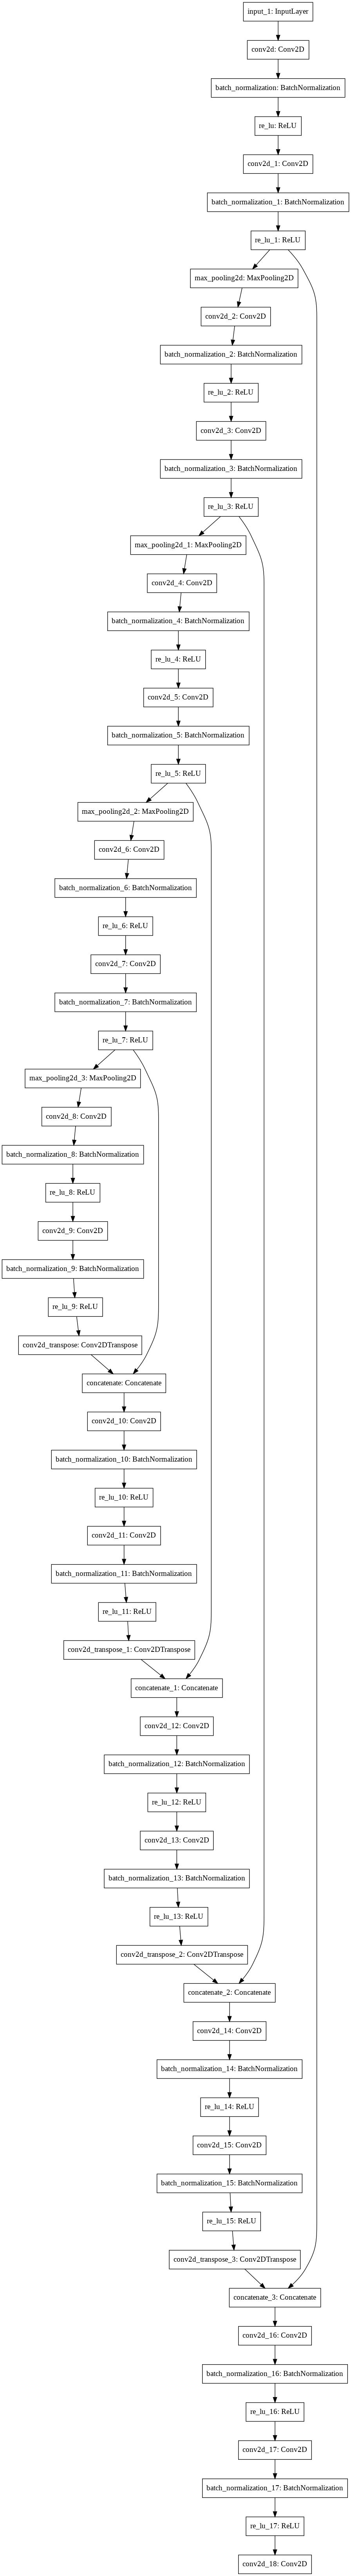 input_1: InputLayer
conv2d: Conv2D
batch_normalization: BatchNormalization
re_lu: ReLU
conv2d_1: Conv2D
batch_normalization_1: BatchNormalization
re_lu_1: ReLU
max_pooling2d: MaxPooling2D
conv2d_2: Conv2D
batch_normalization_2: BatchNormalization
re_lu_2: ReLU
conv2d_3: Conv2D
batch_normalization_3: BatchNormalization
re_lu_3: ReLU
max_pooling2d_1: MaxPooling2D
conv2d_4: Conv2D
batch_normalization_4: BatchNormalization
re_lu_4: ReLU
conv2d_5: Conv2D
batch_normalization_5: BatchNormalization
re_lu_5: ReLU
max_pooling2d_2: MaxPooling2D
conv2d_6: Conv2D
batch_normalization_6: BatchNormalization
re_lu_6: ReLU
conv2d_7: Conv2D
batch_normalization_7: BatchNormalization
re_lu_7: ReLU
max_pooling2d_3: MaxPooling2D
conv2d_8: Conv2D
batch_normalization_8: BatchNormalization
re_lu_8: ReLU
conv2d_9: Conv2D
batch_normalization_9: BatchNormalization
re_lu_9: ReLU
conv2d_transpose: Conv2DTranspose
concatenate: Concatenate
conv2d_10: Conv2D
batch_normalization_10: BatchNormalization
re_lu_10: ReLU
conv2d_11: Conv2D
batch_normalization_11: BatchNormalization
re_lu_11: ReLU
conv2d_transpose_1: Conv2DTranspose
concatenate_1: Concatenate
conv2d_12: Conv2D
batch_normalization_12: BatchNormalization
re_lu_12: ReLU
conv2d_13: Conv2D
batch_normalization_13: BatchNormalization
re_lu_13: ReLU
conv2d_transpose_2: Conv2DTranspose
concatenate_2: Concatenate
conv2d_14: Conv2D
batch_normalization_14: BatchNormalization
re_lu_14: ReLU
conv2d_15: Conv2D
batch_normalization_15: BatchNormalization
re_lu_15: ReLU
conv2d_transpose_3: Conv2DTranspose
concatenate_3: Concatenate
conv2d_16: Conv2D
batch_normalization_16: BatchNormalization
re_lu_16: ReLU
conv2d_17: Conv2D
batch_normalization_17: BatchNormalization
re_lu_17: ReLU
conv2d_18: Conv2D